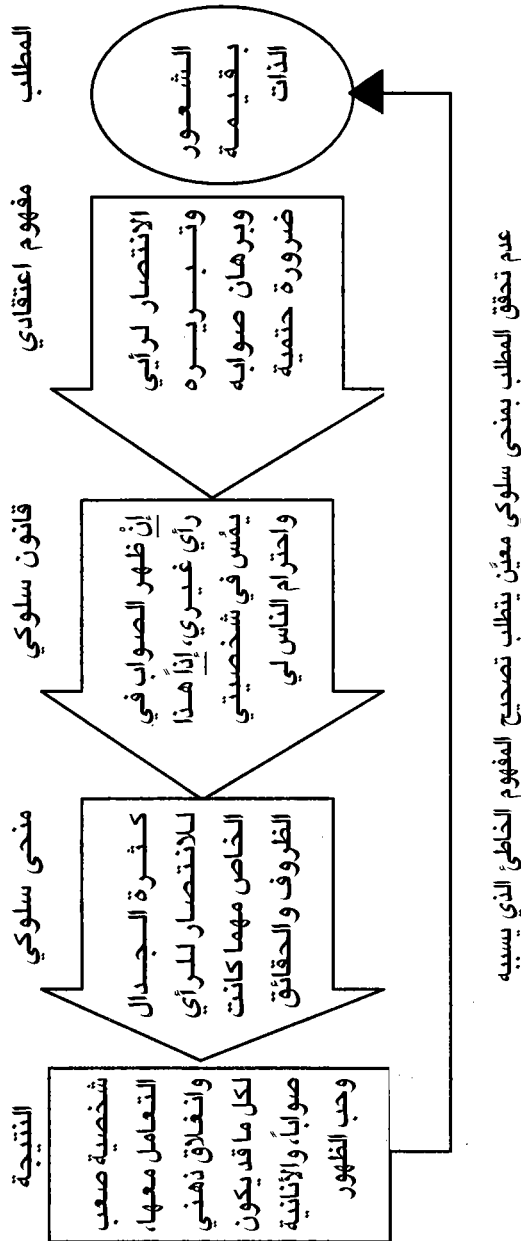 المطلب
الشعور
بقيمة
الذات
مفهوم اعتقادي
الانتصار لرأيي
وتبريره
وبرهان صوابه
ضرورة حتمية
قانون سلوكي
إنْ ظهر الصواب في
رأي غيري، إذاً هذا
يمُس في شخصيتي
واحترام الناس لي
منحى سلوكي
كثرة الجدال
للانتصار للرأي
الخاص مهما كانت
الظروف والحقائق
النتيجة
شخصية صعب
التعامل معها،
وانغلاق ذهني
لكل ما قد يكون
صواباً، والأنانية
وحب الظهور
عدم تحقق المطلب بمنحى سلوكي معيّن يتطلب تصحيح المفهوم الخاطئ الذي يسببه